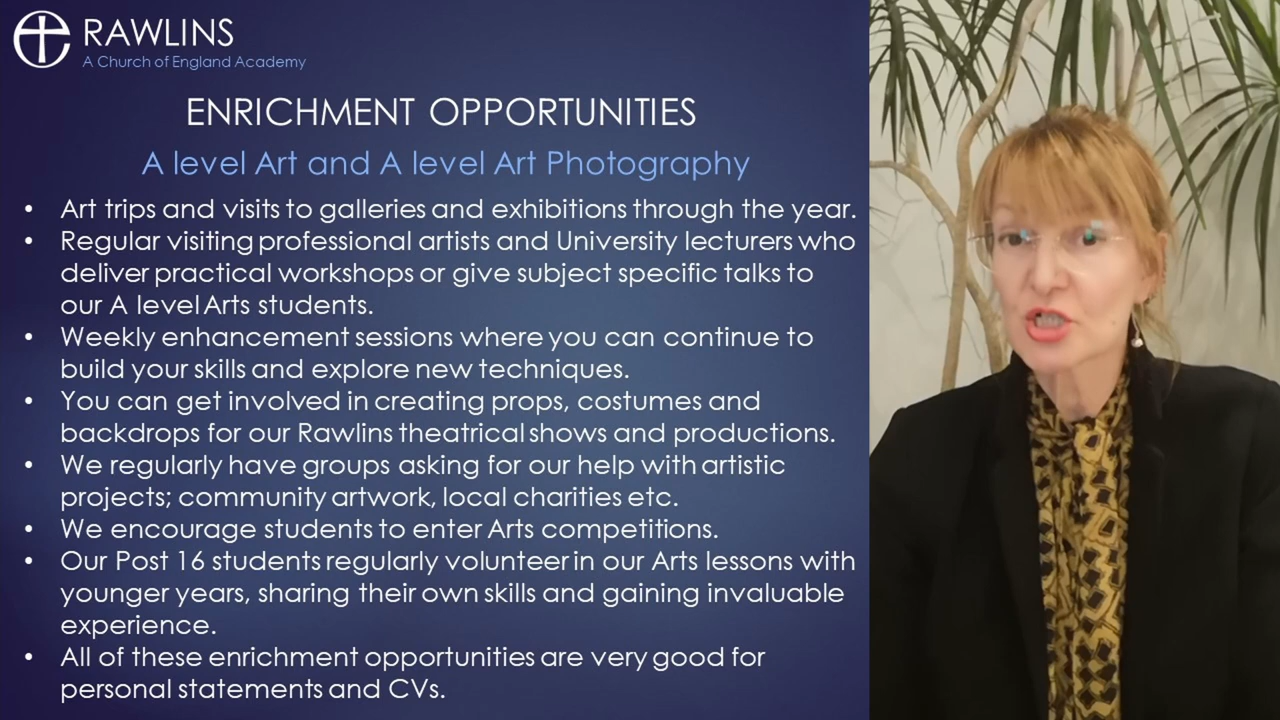 RAWLINS
A Church of England Academy
ENRICHMENT OPPORTUNITIES
A level Art and A level Art Photography
• Art trips and visits to galleries and exhibitions through the year.
• Regular visiting professional artists and University lecturers who
deliver practical workshops or give subject specific talks to
our A level Arts students.
• Weekly enhancement sessions where you can continue to
build your skills and explore new techniques.
• You can get involved in creating props, costumes and
backdrops for our Rawlins theatrical shows and productions.
• We regularly have groups asking for our help with artistic
projects; community artwork, local charities etc.
• We encourage students to enter Arts competitions.
• Our Post 16 students regularly volunteer in our Arts lessons with
younger years, sharing their own skills and gaining invaluable
experience.
• All of these enrichment opportunities are very good for
personal statements and CVs.